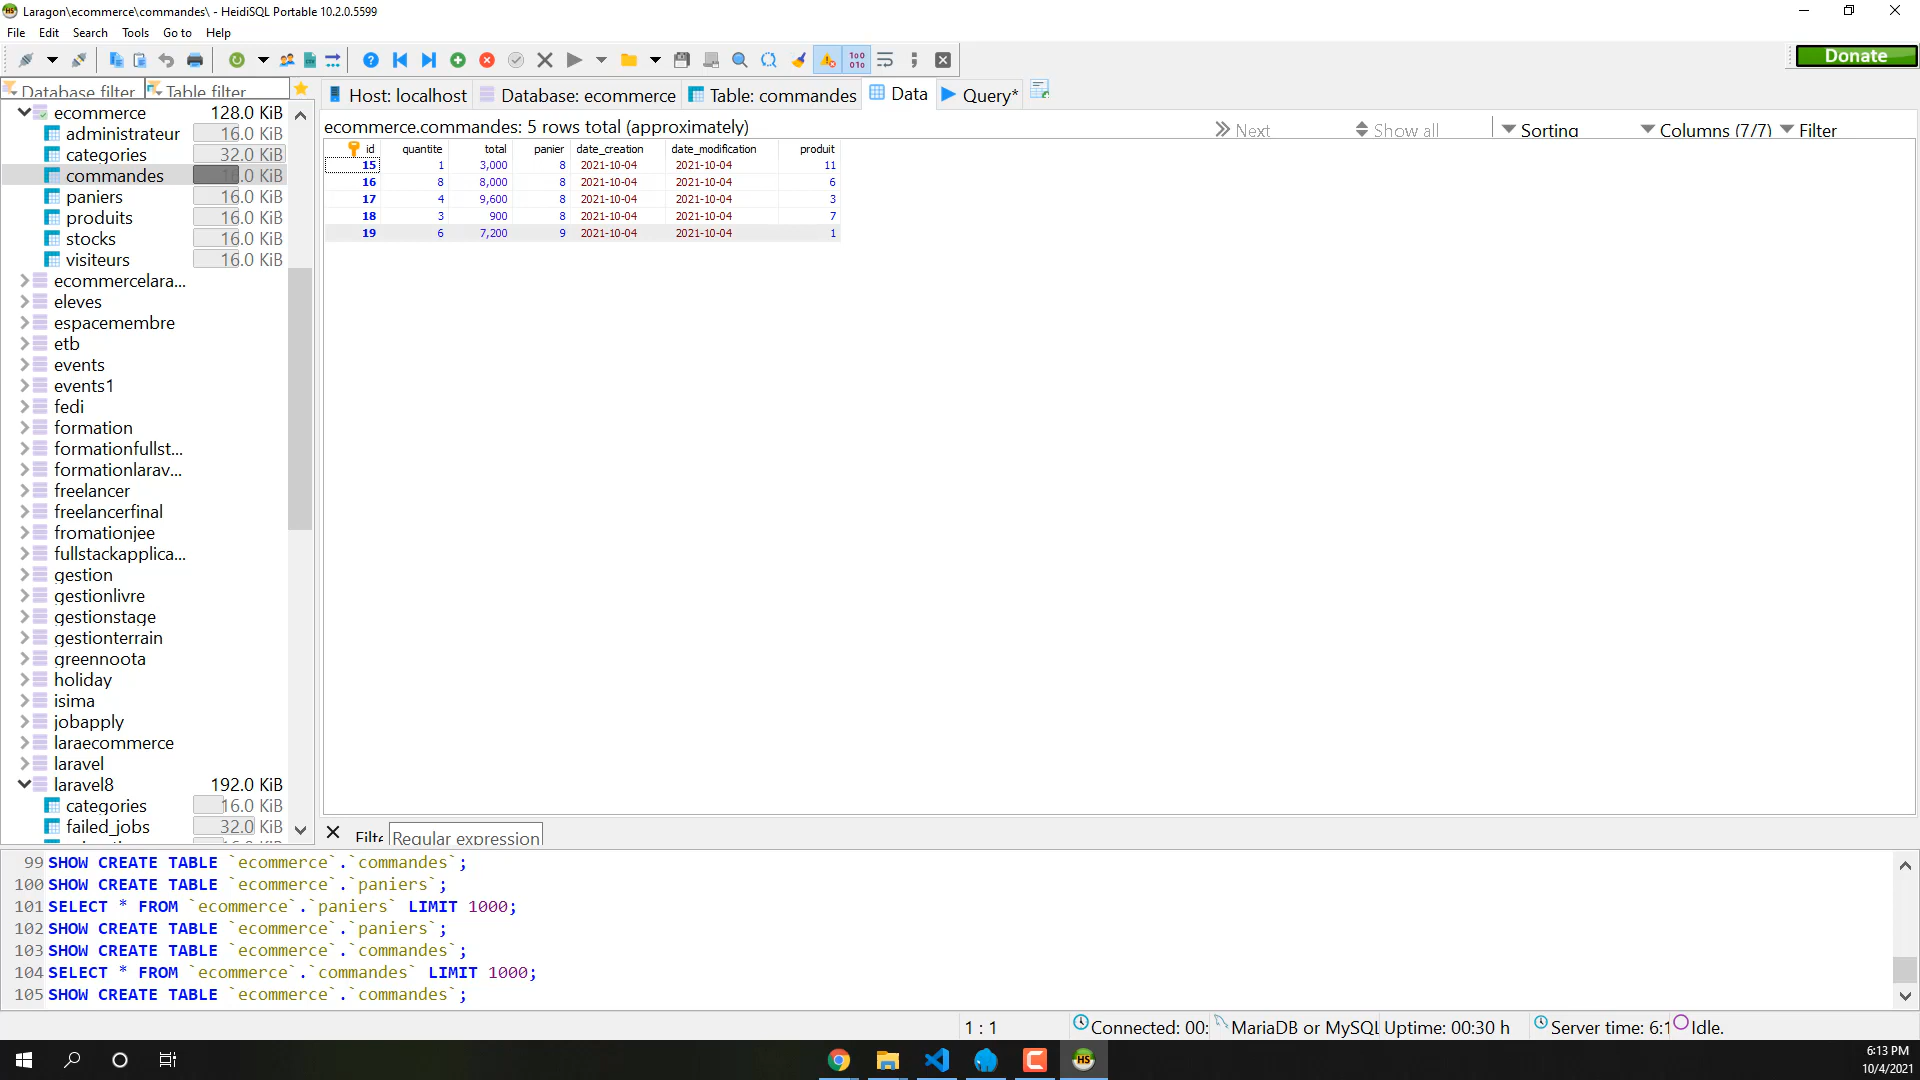 Laragon\ecommerce\commandes\ - HeidiSQL Portable 10.2.0.5599
File Edit Search Tools Go to Help
Donate
Database filter Table filter
Host: localhost Database: ecommerce Table: commandes Data Query*
ecommerce.commandes: 5 rows total (approximately) Next Show all Sorting Columns (7/7) Filter
id quantite total panier date_creation date_modification produit
15 1 3,000 8 2021-10-04 2021-10-04 11
16 8 8,000 8 2021-10-04 2021-10-04 6
17 4 9,600 8 2021-10-04 2021-10-04 3
18 3 900 8 2021-10-04 2021-10-04 7
19 6 7,200 9 2021-10-04 2021-10-04 1
ecommerce 128.0 KiB
administrateur 16.0 KiB
categories 32.0 KiB
commandes 16.0 KiB
paniers 16.0 KiB
produits 16.0 KiB
stocks 16.0 KiB
visiteurs 16.0 KiB
ecommercelara...
eleves
espacemembre
etb
events
events1
fedi
formation
formationfullst...
formationlarav...
freelancer
freelancerfinal
fromationjee
fullstackapplica...
gestion
gestionlivre
gestionstage
gestionterrain
greennoota
holiday
isima
jobapply
laraecommerce
laravel
laravel8 192.0 KiB
categories 16.0 KiB
failed_jobs 32.0 KiB
Regular expression
99 SHOW CREATE TABLE `ecommerce`.`commandes`;
100 SHOW CREATE TABLE `ecommerce`.`paniers`;
101 SELECT * FROM `ecommerce`.`paniers` LIMIT 1000;
102 SHOW CREATE TABLE `ecommerce`.`paniers`;
103 SHOW CREATE TABLE `ecommerce`.`commandes`;
104 SELECT * FROM `ecommerce`.`commandes` LIMIT 1000;
105 SHOW CREATE TABLE `ecommerce`.`commandes`;
1 : 1 Connected: 00: MariaDB or MySQL Uptime: 00:30 h Server time: 6:1 Idle.
6:13 PM
10/4/2021